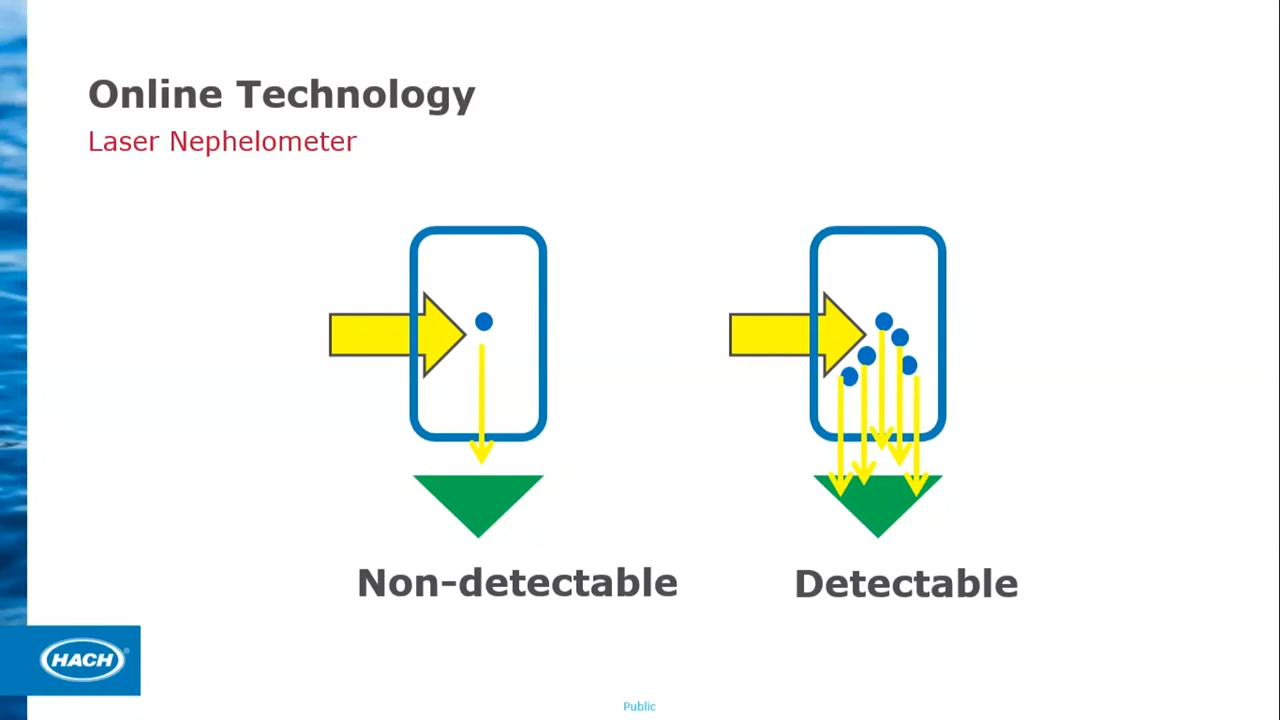 Online Technology
Laser Nephelometer
Non-detectable
Detectable
HACH®
Public